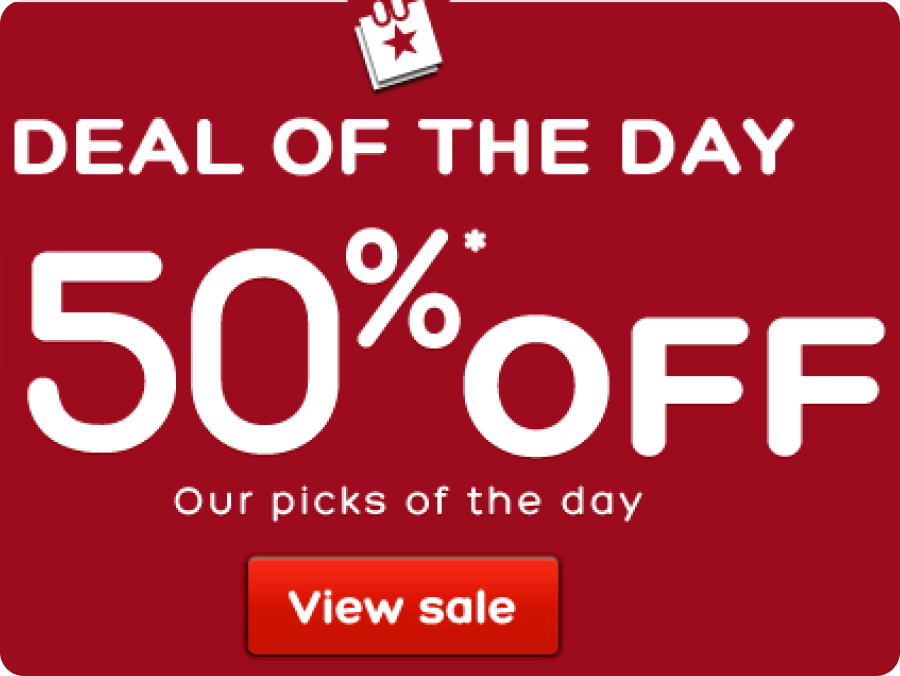 DEAL OF THE DAY
50%* OFF
Our picks of the day
View sale